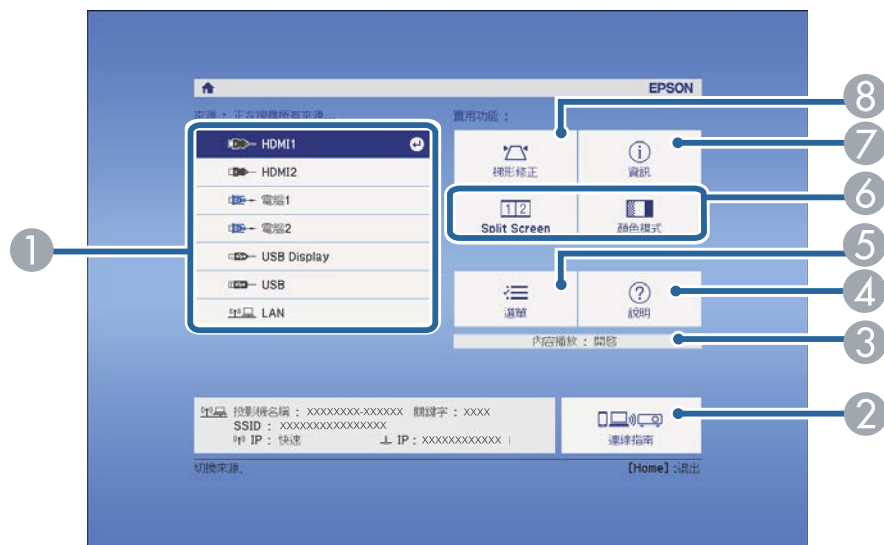 EPSON
來源 : 正在搜尋所有來源...
實用功能 :
HDMI1
HDMI2
電腦1
電腦2
USB Display
USB
LAN
梯形修正
資訊
Split Screen
顏色模式
選單
說明
內容播放 : 開啓
投影機名稱 : XXXXXXXX-XXXXXX 關鍵字 : XXXX
SSID : XXXXXXXXXXXXXXXX
IP : 快速 IP : XXXXXXXXXXXX
連線指南
切換來源.
[Home] :退出
1
8
7
6
5
4
3
2